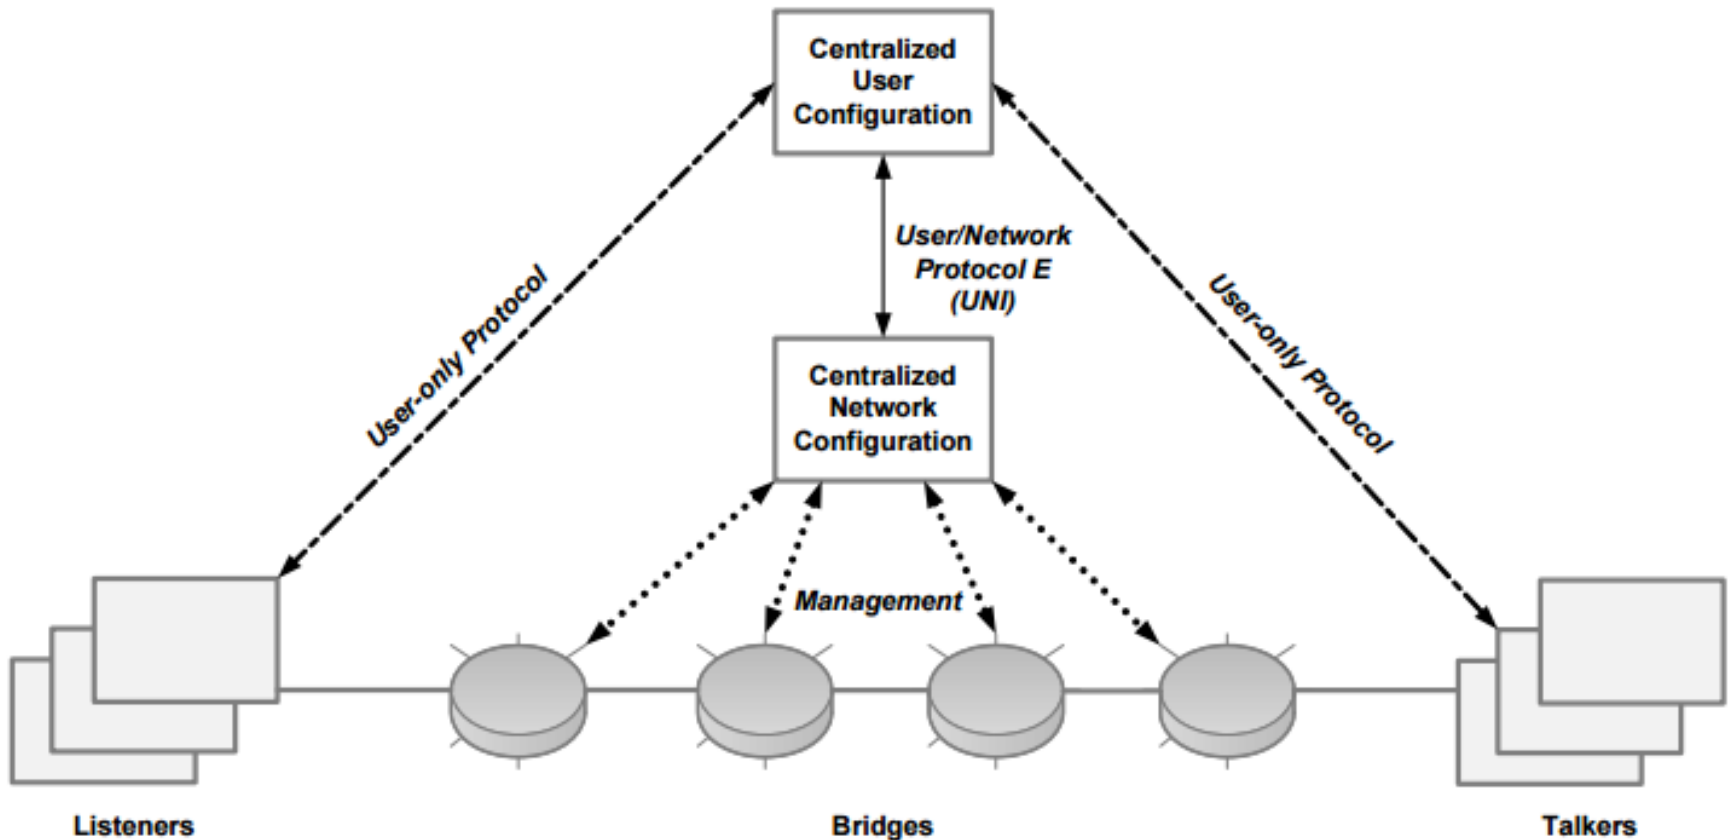 Centralized
User
Configuration
User/Network
Protocol E
(UNI)
User-only Protocol
User-only Protocol
Centralized
Network
Configuration
Management
Listeners
Bridges
Talkers